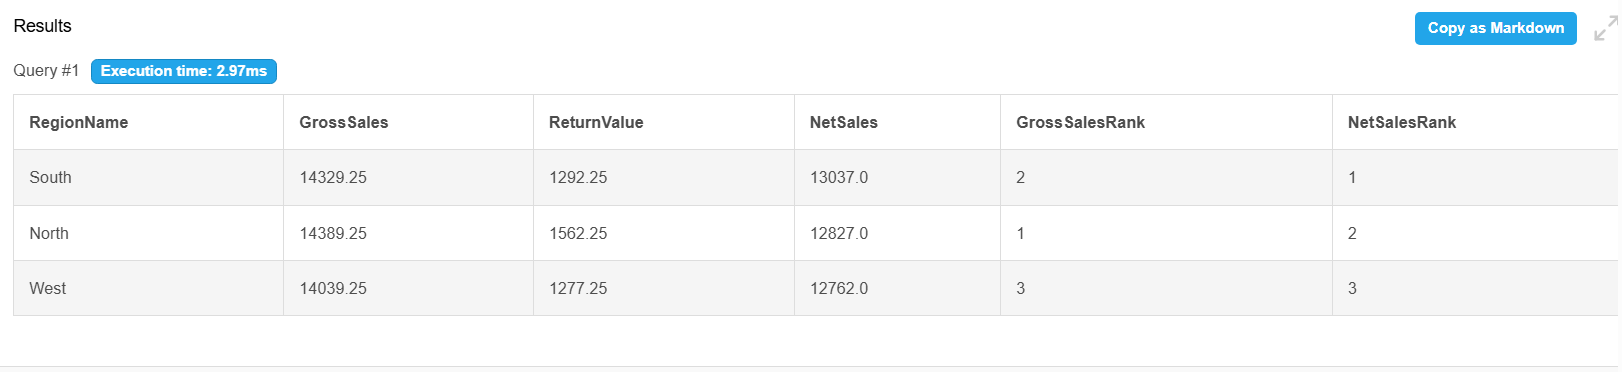 Results
Copy as Markdown
Query #1 Execution time: 2.97ms
RegionName GrossSales ReturnValue NetSales GrossSalesRank NetSalesRank
South 14329.25 1292.25 13037.0 2 1
North 14389.25 1562.25 12827.0 1 2
West 14039.25 1277.25 12762.0 3 3